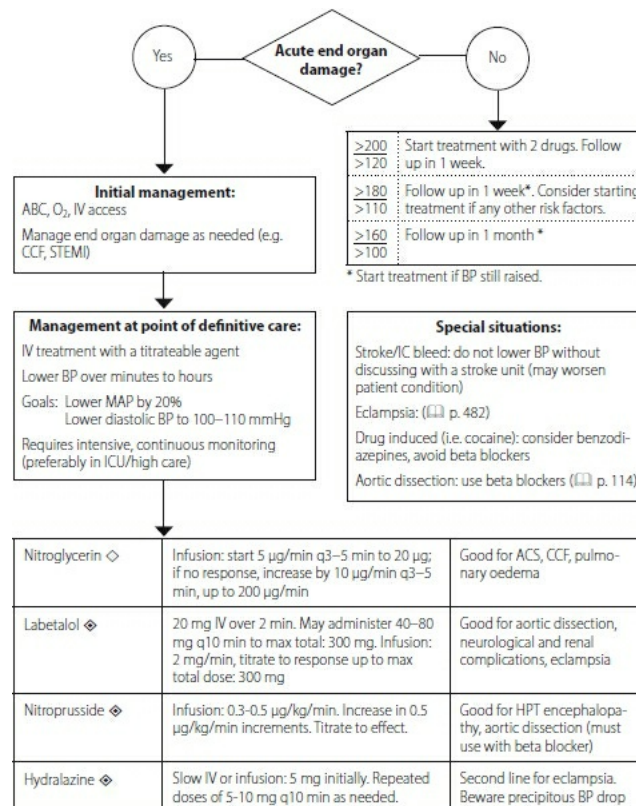 Acute end organ
damage?
Yes
No
>200
>120
Start treatment with 2 drugs. Follow
up in 1 week.
>180
>110
Follow up in 1 week*. Consider starting
treatment if any other risk factors.
>160
>100
Follow up in 1 month *
* Start treatment if BP still raised.
Initial management:
ABC, O₂, IV access
Manage end organ damage as needed (e.g.
CCF, STEMI)
Management at point of definitive care:
IV treatment with a titrateable agent
Lower BP over minutes to hours
Goals: Lower MAP by 20%
Lower diastolic BP to 100–110 mmHg
Requires intensive, continuous monitoring
(preferably in ICU/high care)
Special situations:
Stroke/IC bleed: do not lower BP without
discussing with a stroke unit (may worsen
patient condition)
Eclampsia: (📖 p. 482)
Drug induced (i.e. cocaine): consider benzodi-
azepines, avoid beta blockers
Aortic dissection: use beta blockers (📖 p. 114)
Nitroglycerin ◇
Infusion: start 5 µg/min q3–5 min to 20 µg;
if no response, increase by 10 µg/min q3–5
min, up to 200 µg/min
Good for ACS, CCF, pulmo-
nary oedema
Labetalol ◈
20 mg IV over 2 min. May administer 40–80
mg q10 min to max total: 300 mg. Infusion:
2 mg/min, titrate to response up to max
total dose: 300 mg
Good for aortic dissection,
neurological and renal
complications, eclampsia
Nitroprusside ◈
Infusion: 0.3-0.5 µg/kg/min. Increase in 0.5
µg/kg/min increments. Titrate to effect.
Good for HPT encephalopa-
thy, aortic dissection (must
use with beta blocker)
Hydralazine ◈
Slow IV or infusion: 5 mg initially. Repeated
doses of 5-10 mg q10 min as needed.
Second line for eclampsia.
Beware precipitous BP drop